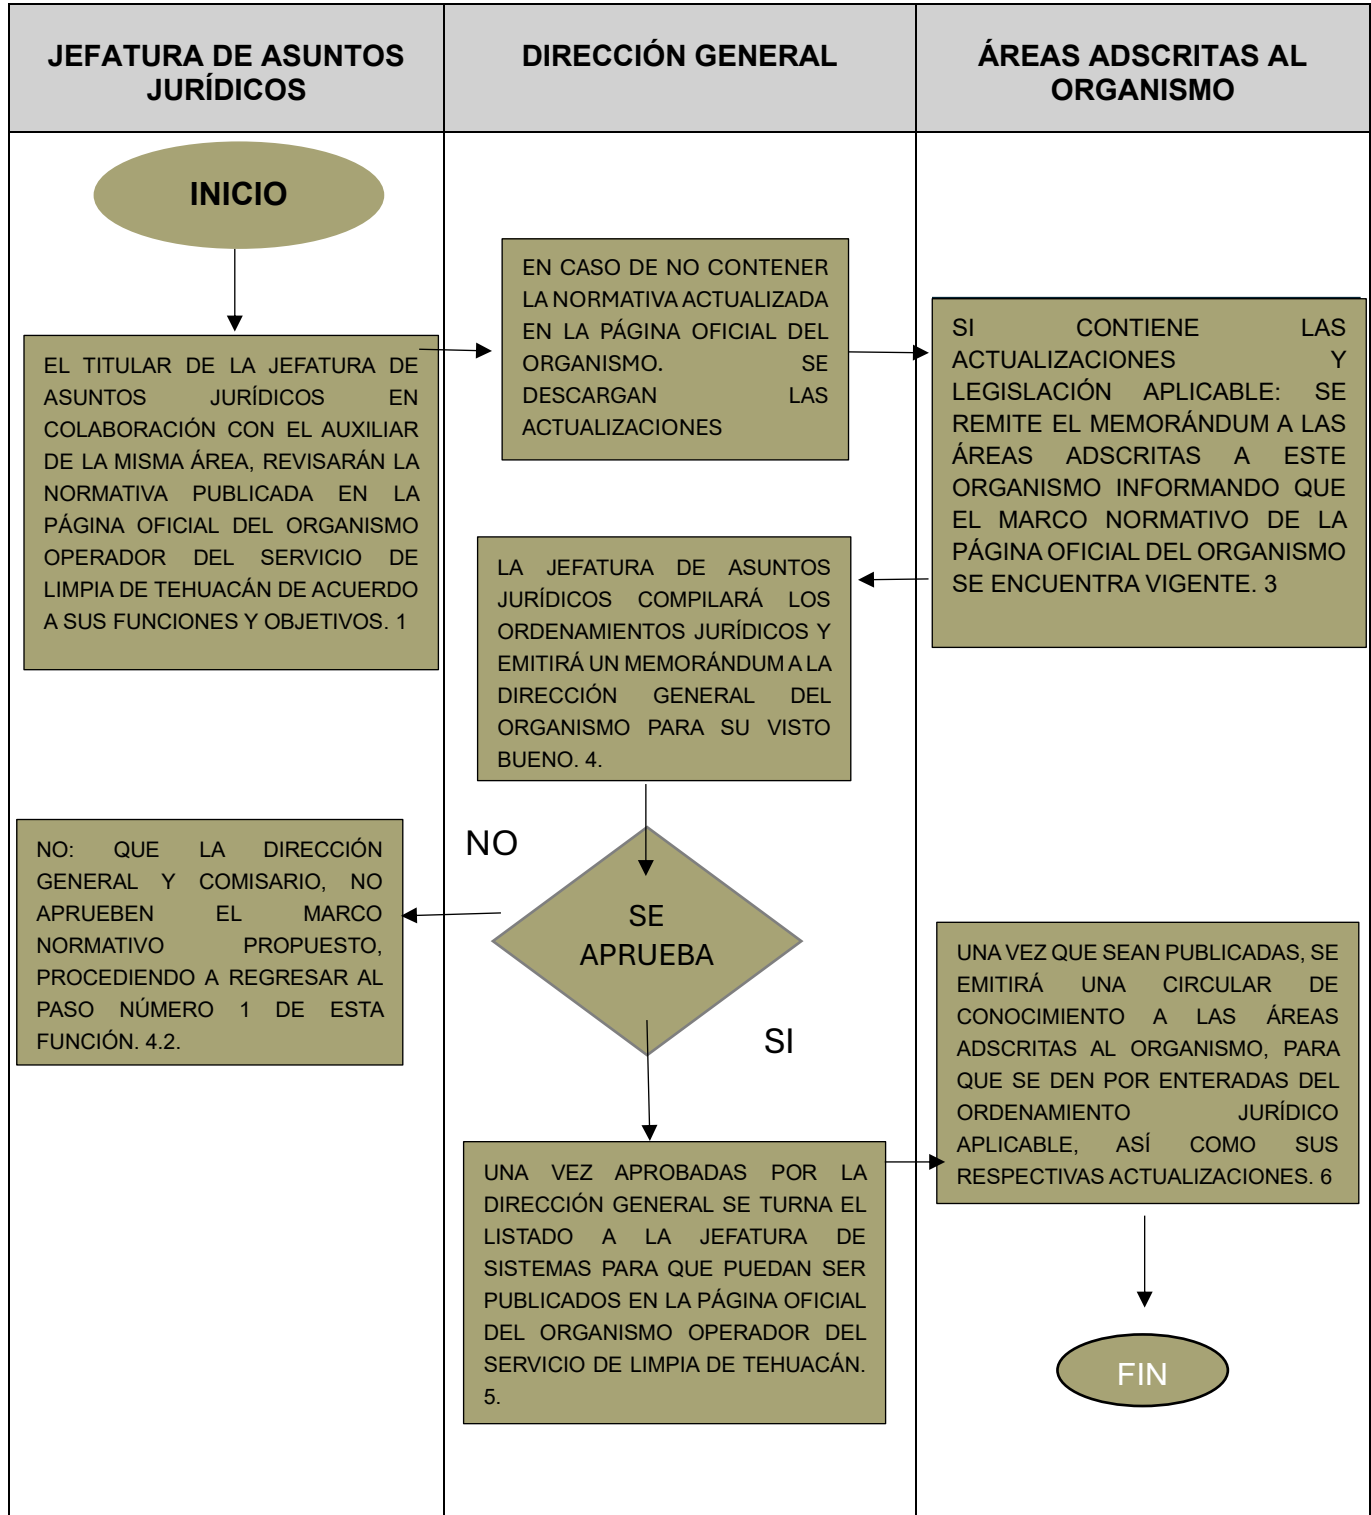 JEFATURA DE ASUNTOS
JURÍDICOS
DIRECCIÓN GENERAL
ÁREAS ADSCRITAS AL
ORGANISMO
INICIO
EL TITULAR DE LA JEFATURA DE
ASUNTOS JURÍDICOS EN
COLABORACIÓN CON EL AUXILIAR
DE LA MISMA ÁREA, REVISARÁN LA
NORMATIVA PUBLICADA EN LA
PÁGINA OFICIAL DEL ORGANISMO
OPERADOR DEL SERVICIO DE
LIMPIA DE TEHUACÁN DE ACUERDO
A SUS FUNCIONES Y OBJETIVOS. 1
EN CASO DE NO CONTENER
LA NORMATIVA ACTUALIZADA
EN LA PÁGINA OFICIAL DEL
ORGANISMO. SE
DESCARGAN LAS
ACTUALIZACIONES
SI CONTIENE LAS
ACTUALIZACIONES Y
LEGISLACIÓN APLICABLE: SE
REMITE EL MEMORÁNDUM A LAS
ÁREAS ADSCRITAS A ESTE
ORGANISMO INFORMANDO QUE
EL MARCO NORMATIVO DE LA
PÁGINA OFICIAL DEL ORGANISMO
SE ENCUENTRA VIGENTE. 3
LA JEFATURA DE ASUNTOS
JURÍDICOS COMPILARÁ LOS
ORDENAMIENTOS JURÍDICOS Y
EMITIRÁ UN MEMORÁNDUM A LA
DIRECCIÓN GENERAL DEL
ORGANISMO PARA SU VISTO
BUENO. 4.
NO
SE
APRUEBA
SI
NO: QUE LA DIRECCIÓN
GENERAL Y COMISARIO, NO
APRUEBEN EL MARCO
NORMATIVO PROPUESTO,
PROCEDIENDO A REGRESAR AL
PASO NÚMERO 1 DE ESTA
FUNCIÓN. 4.2.
UNA VEZ APROBADAS POR LA
DIRECCIÓN GENERAL SE TURNA EL
LISTADO A LA JEFATURA DE
SISTEMAS PARA QUE PUEDAN SER
PUBLICADOS EN LA PÁGINA OFICIAL
DEL ORGANISMO OPERADOR DEL
SERVICIO DE LIMPIA DE TEHUACÁN.
5.
UNA VEZ QUE SEAN PUBLICADAS, SE
EMITIRÁ UNA CIRCULAR DE
CONOCIMIENTO A LAS ÁREAS
ADSCRITAS AL ORGANISMO, PARA
QUE SE DEN POR ENTERADAS DEL
ORDENAMIENTO JURÍDICO
APLICABLE, ASÍ COMO SUS
RESPECTIVAS ACTUALIZACIONES. 6
FIN